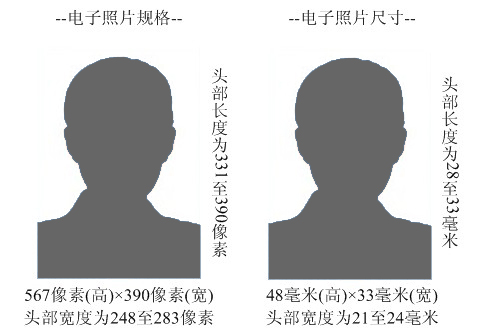 --电子照片规格--
头部长度为331至390像素
567像素(高)×390像素(宽)
头部宽度为248至283像素
--电子照片尺寸--
头部长度为28至33毫米
48毫米(高)×33毫米(宽)
头部宽度为21至24毫米